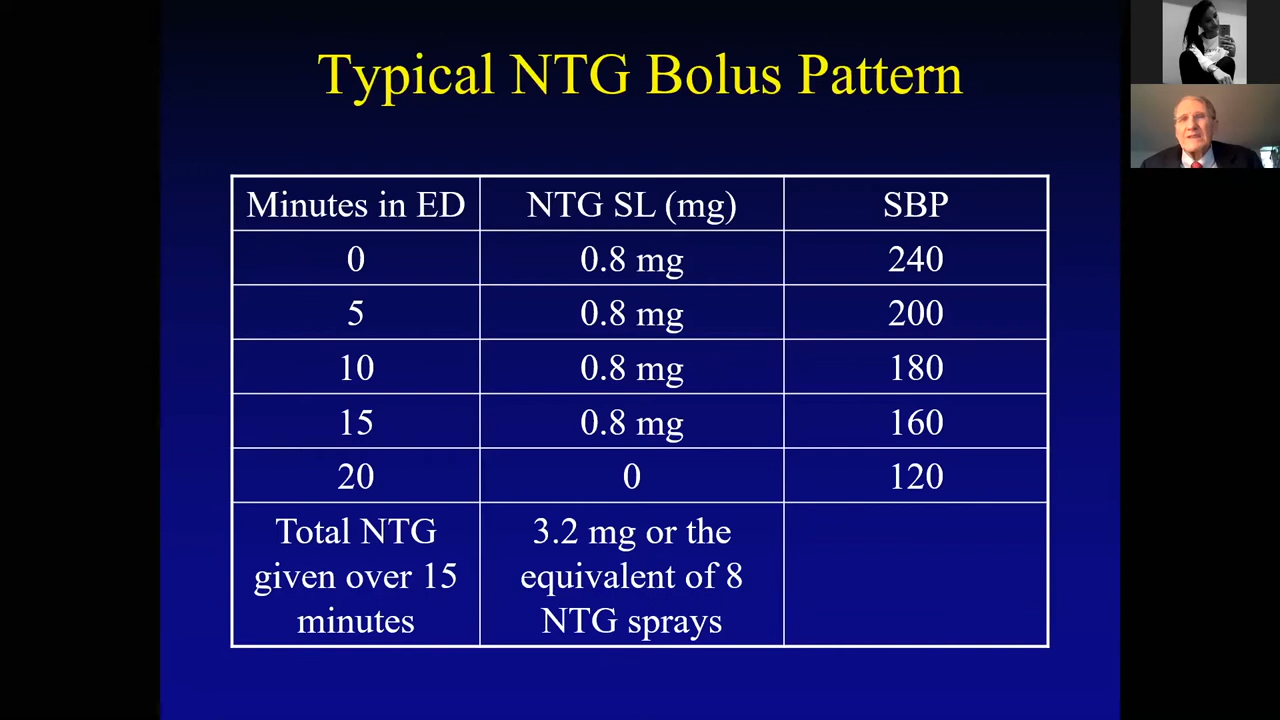 Typical NTG Bolus Pattern
Minutes in ED NTG SL (mg) SBP
0 0.8 mg 240
5 0.8 mg 200
10 0.8 mg 180
15 0.8 mg 160
20 0 120
Total NTG
given over 15
minutes
3.2 mg or the
equivalent of 8
NTG sprays